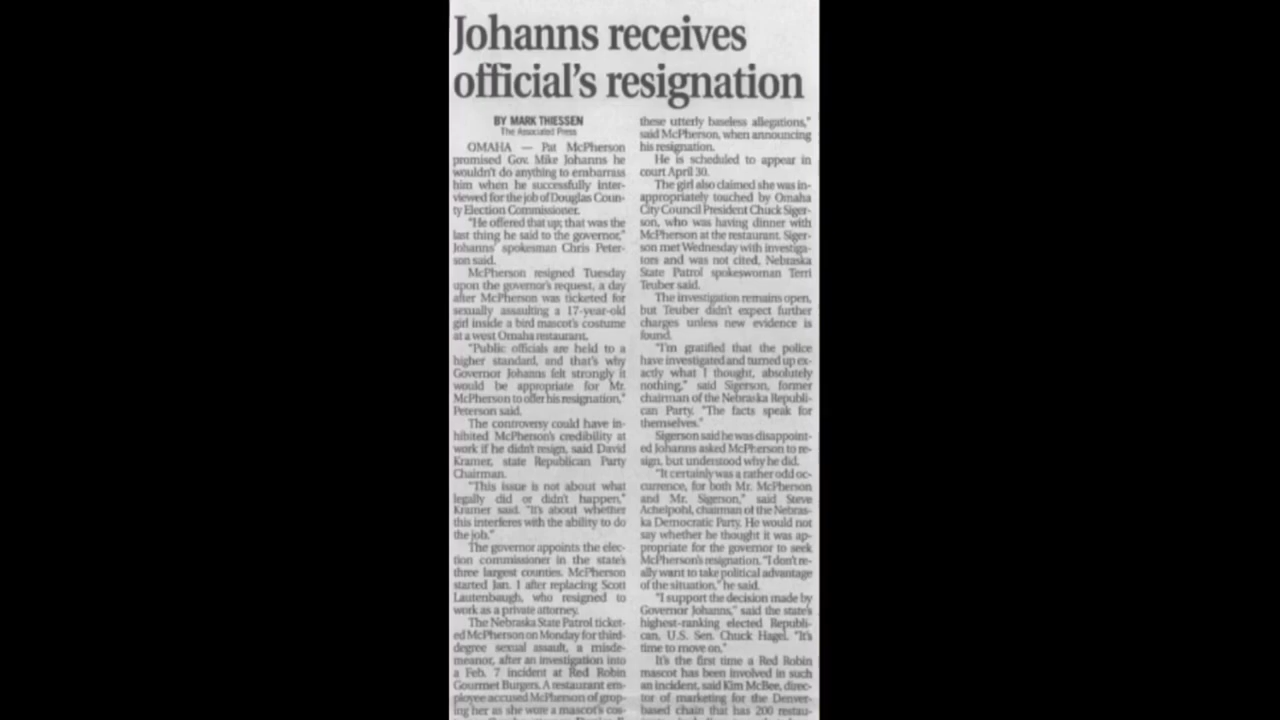 Johanns receives
official's resignation
BY MARK THIESSEN
The Associated Press
OMAHA — Pat McPherson
promised Gov. Mike Johanns he
wouldn't do anything to embarrass
him when he successfully inter-
viewed for the job of Douglas Coun-
ty Election Commissioner.
"He offered that up; that was the
last thing he said to the governor,"
Johanns' spokesman Chris Peter-
son said.
McPherson resigned Tuesday
upon the governor's request, a day
after McPherson was ticketed for
sexually assaulting a 17-year-old
girl inside a bird mascot's costume
at a west Omaha restaurant.
"Public officials are held to a
higher standard, and that's why
Governor Johanns felt strongly it
would be appropriate for Mr.
McPherson to offer his resignation,"
Peterson said.
The controversy could have in-
hibited McPherson's credibility at
work if he didn't resign, said David
Kramer, state Republican Party
Chairman.
"This issue is not about what
legally did or didn't happen,"
Kramer said. "It's about whether
this interferes with the ability to do
the job."
The governor appoints the elec-
tion commissioner in the state's
three largest counties. McPherson
started Jan. 1 after replacing Scott
Lautenbaugh, who resigned to
work as a private attorney.
The Nebraska State Patrol ticket-
ed McPherson on Monday for third-
degree sexual assault, a misde-
meanor, after an investigation into
a Feb. 7 incident at Red Robin
Gourmet Burgers. A restaurant em-
ployee accused McPherson of grop-
ing her as she wore a mascot's cos-
these utterly baseless allegations,"
said McPherson, when announcing
his resignation.
He is scheduled to appear in
court April 30.
The girl also claimed she was in-
appropriately touched by Omaha
City Council President Chuck Siger-
son, who was having dinner with
McPherson at the restaurant. Siger-
son met Wednesday with investiga-
tors and was not cited, Nebraska
State Patrol spokeswoman Terri
Teuber said.
The investigation remains open,
but Teuber didn't expect further
charges unless new evidence is
found.
"I'm gratified that the police
have investigated and turned up ex-
actly what I thought, absolutely
nothing," said Sigerson, former
chairman of the Nebraska Republi-
can Party. "The facts speak for
themselves."
Sigerson said he was disappoint-
ed Johanns asked McPherson to re-
sign, but understood why he did.
"It certainly was a rather odd oc-
currence, for both Mr. McPherson
and Mr. Sigerson," said Steve
Achelpohl, chairman of the Nebras-
ka Democratic Party. He would not
say whether he thought it was ap-
propriate for the governor to seek
McPherson's resignation. "I don't re-
ally want to take political advantage
of the situation," he said.
"I support the decision made by
Governor Johanns," said the state's
highest-ranking elected Republi-
can, U.S. Sen. Chuck Hagel. "It's
time to move on."
It's the first time a Red Robin
mascot has been involved in such
an incident, said Kim McBee, direc-
tor of marketing for the Denver-
based chain that has 200 restau-